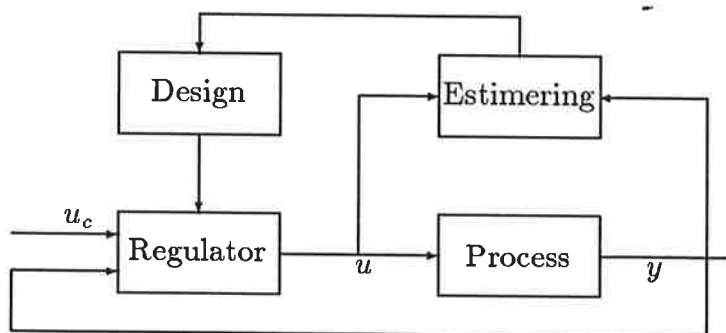 Design
Estimering
u_c
Regulator
u
Process
y